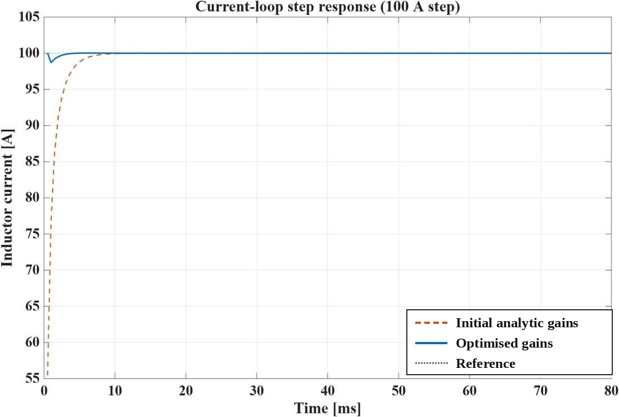 Current-loop step response (100 A step)
105
100
95
90
85
80
75
70
65
60
55
Inductor current [A]
0 10 20 30 40 50 60 70 80
Time [ms]
Initial analytic gains
Optimised gains
Reference